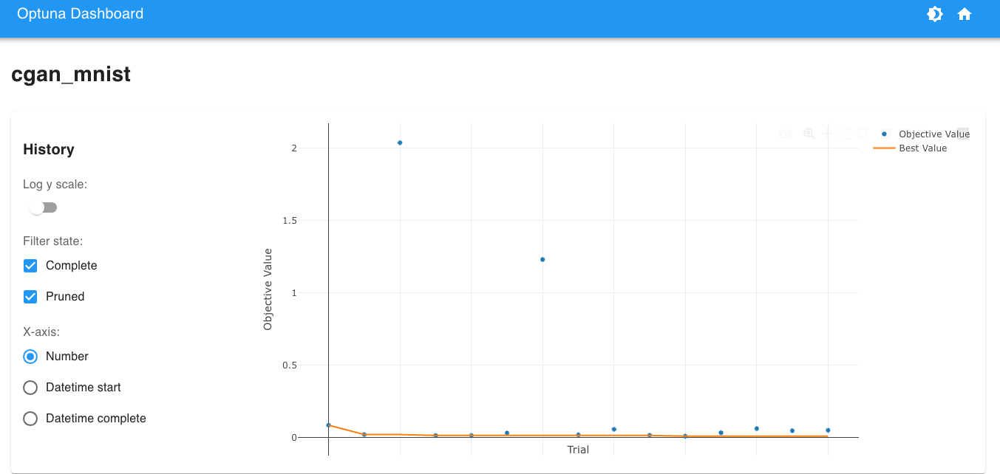 Optuna Dashboard
cgan_mnist
History
Log y scale:
Filter state:
Complete
Pruned
X-axis:
Number
Datetime start
Datetime complete
Objective Value
2
1.5
1
0.5
0
Trial
Objective Value
Best Value